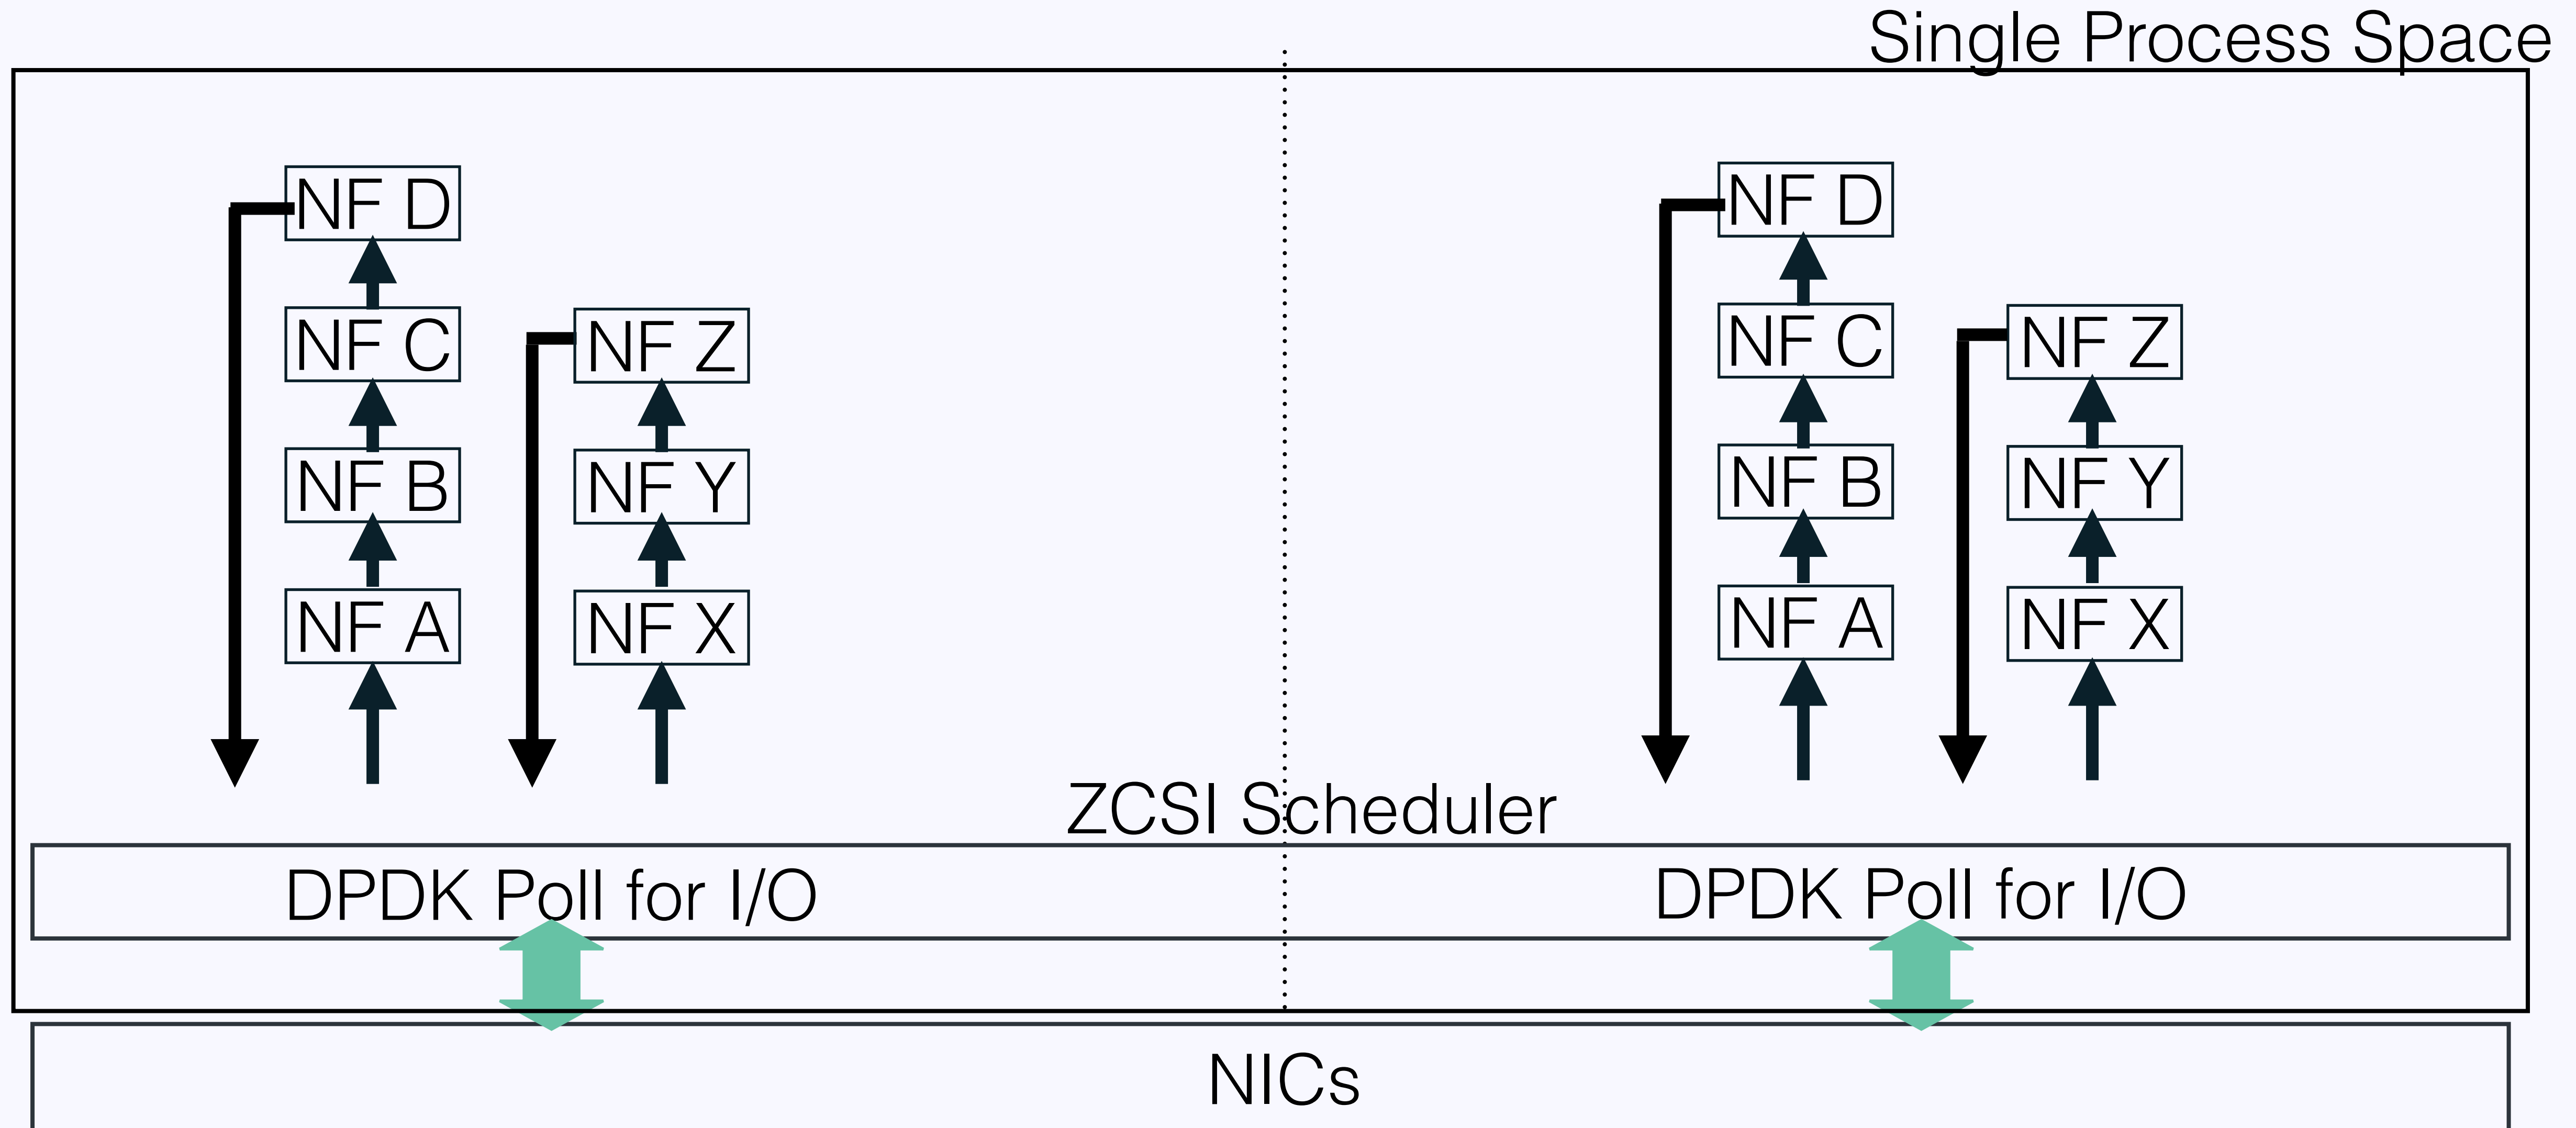 Single Process Space
NF D
NF C
NF B
NF A
NF Z
NF Y
NF X
NF D
NF C
NF B
NF A
NF Z
NF Y
NF X
ZCSI Scheduler
DPDK Poll for I/O
DPDK Poll for I/O
NICs